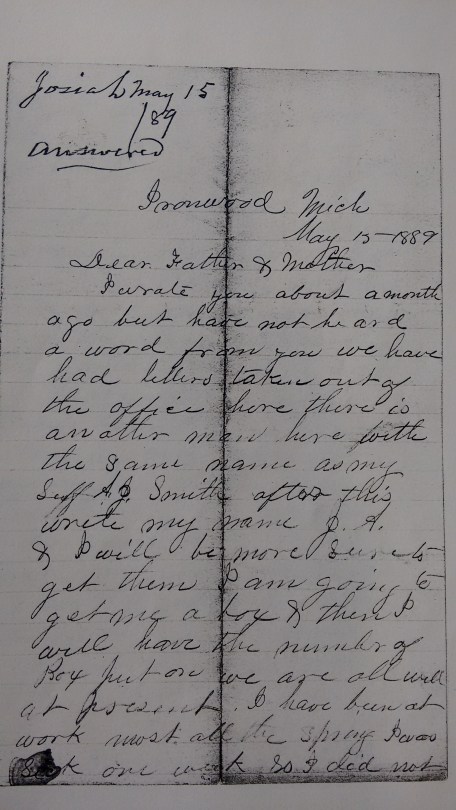 Josiah May 15
/89
Answered
Ironwood Mich
May 15-1889
Dear Father & Mother
I wrate you about a month
ago but have not heard
a word from you we have
had letters taken out of
the office here there is
another man here with
the same name as my
Self A.J. Smith after this
write my name J. A.
& I will be more Sure to
get them I am going to
get me a box & then I
will have the number of
Box put on we are all well
at present. I have been at
work most all the Spring I was
Sick one week So I did not